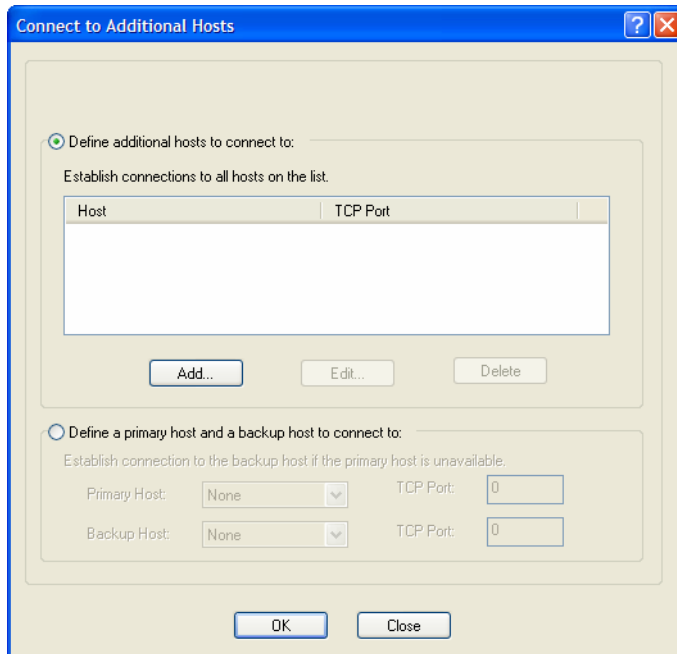 Connect to Additional Hosts
Define additional hosts to connect to:
Establish connections to all hosts on the list.
Host TCP Port
Add... Edit... Delete
Define a primary host and a backup host to connect to:
Establish connection to the backup host if the primary host is unavailable.
Primary Host: None TCP Port: 0
Backup Host: None TCP Port: 0
OK Close